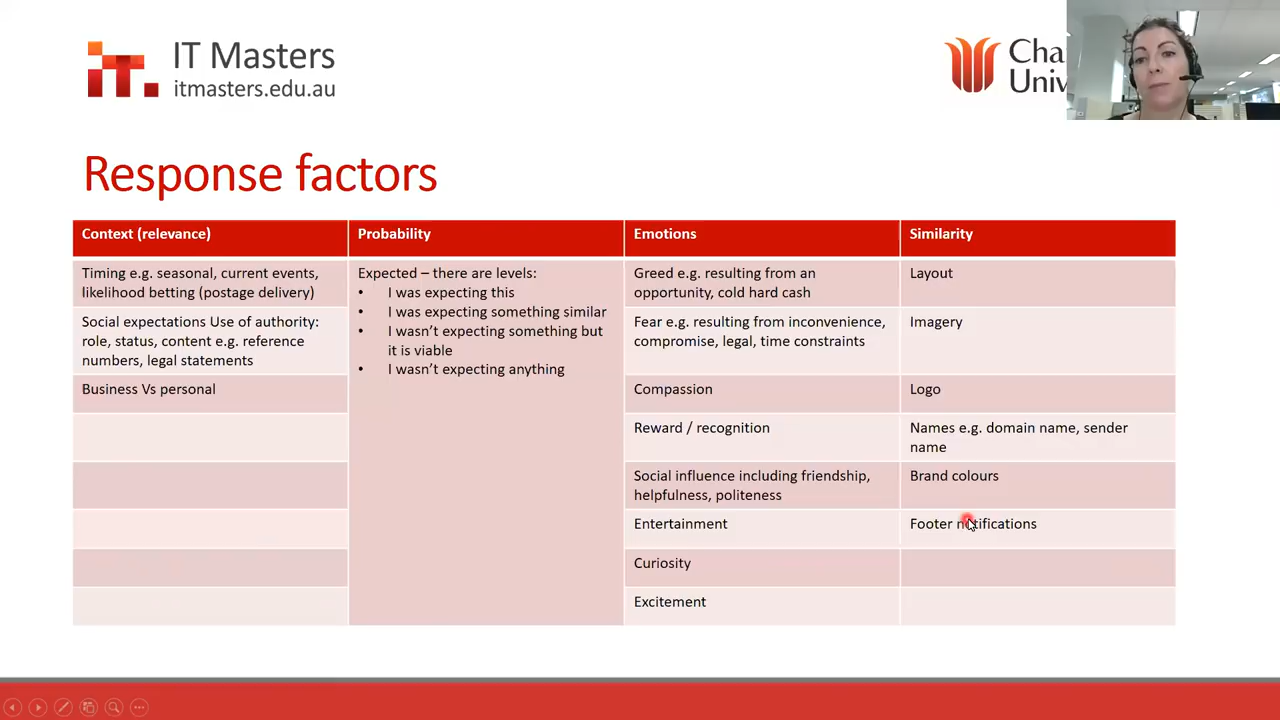 IT Masters
itmasters.edu.au
Response factors
Context (relevance)
Probability
Emotions
Similarity
Timing e.g. seasonal, current events,
likelihood betting (postage delivery)
Social expectations Use of authority:
role, status, content e.g. reference
numbers, legal statements
Business Vs personal
Expected – there are levels:
• I was expecting this
• I was expecting something similar
• I wasn't expecting something but
it is viable
• I wasn't expecting anything
Greed e.g. resulting from an
opportunity, cold hard cash
Fear e.g. resulting from inconvenience,
compromise, legal, time constraints
Compassion
Reward / recognition
Social influence including friendship,
helpfulness, politeness
Entertainment
Curiosity
Excitement
Layout
Imagery
Logo
Names e.g. domain name, sender
name
Brand colours
Footer notifications